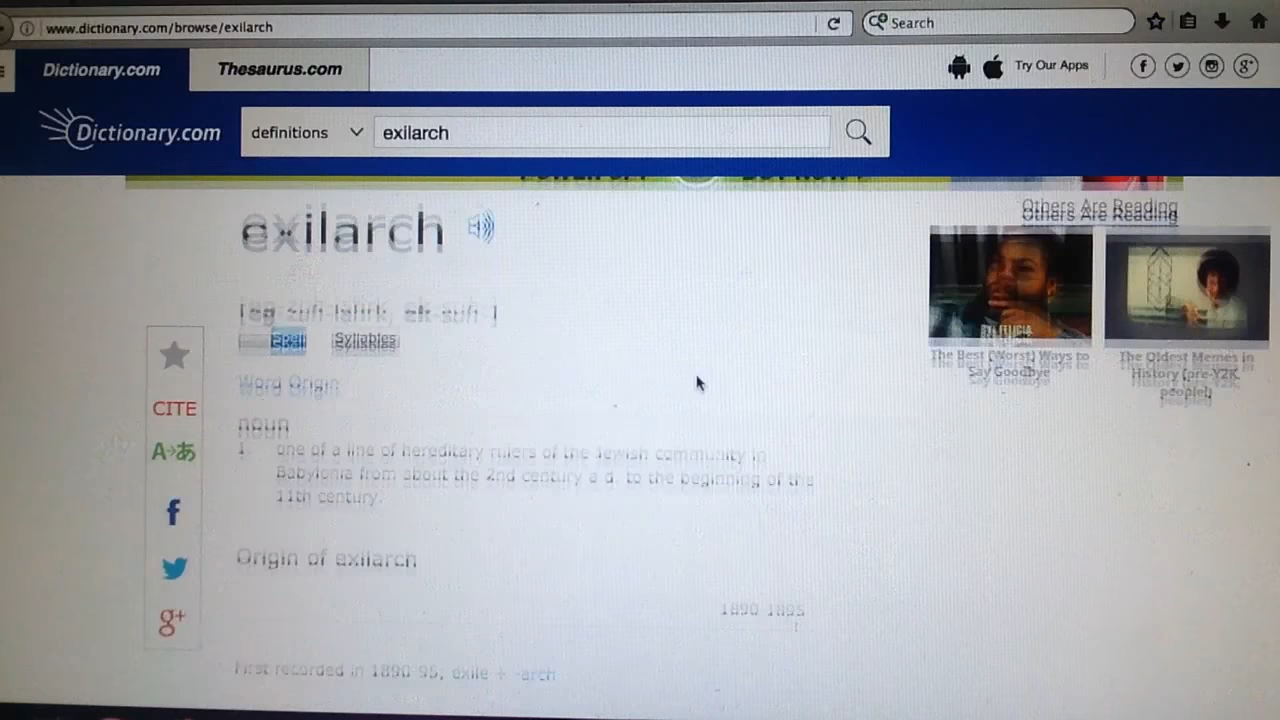 www.dictionary.com/browse/exilarch
Search
Dictionary.com
Thesaurus.com
Try Our Apps
Dictionary.com
definitions
exilarch
exilarch
Others Are Reading
Spell
Syllables
Word Origin
The Best (Worst) Ways to
Say Goodbye
The Oldest Memes in
History (pre-Y2K,
people!)
CITE
A→あ
noun
1. one of a line of hereditary rulers of the Jewish community in
Babylonia from about the 2nd century a.d. to the beginning of the
11th century.
Origin of exilarch
1890-1895
First recorded in 1890-95; exile + -arch